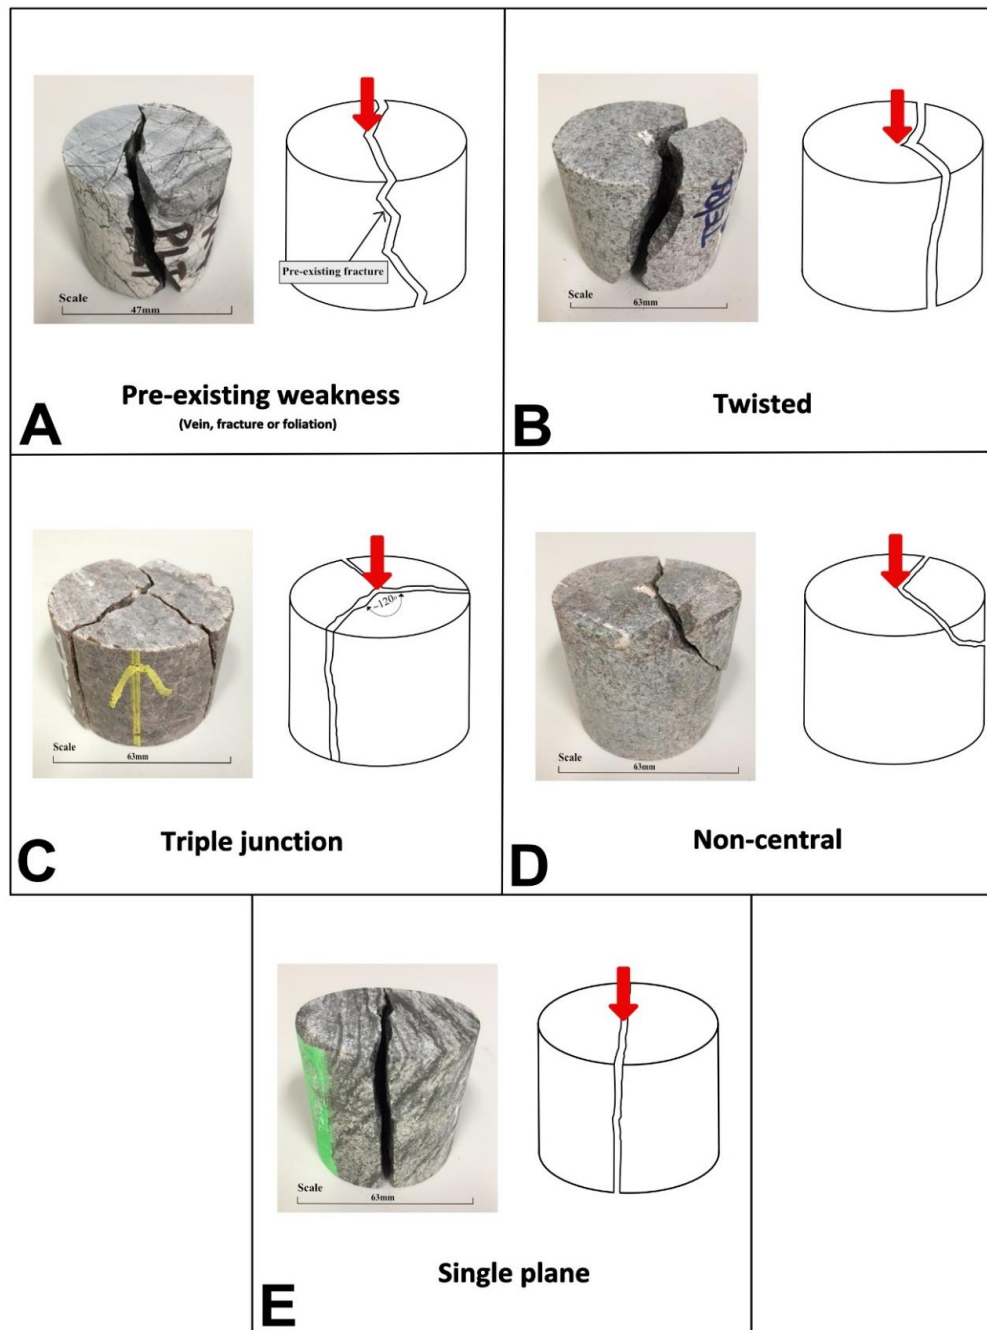 Pre-existing fracture
Scale
47mm
PLT
A
Pre-existing weakness
(Vein, fracture or foliation)
Scale
63mm
B
Twisted
~120°
Scale
63mm
C
Triple junction
Scale
63mm
D
Non-central
Scale
63mm
E
Single plane